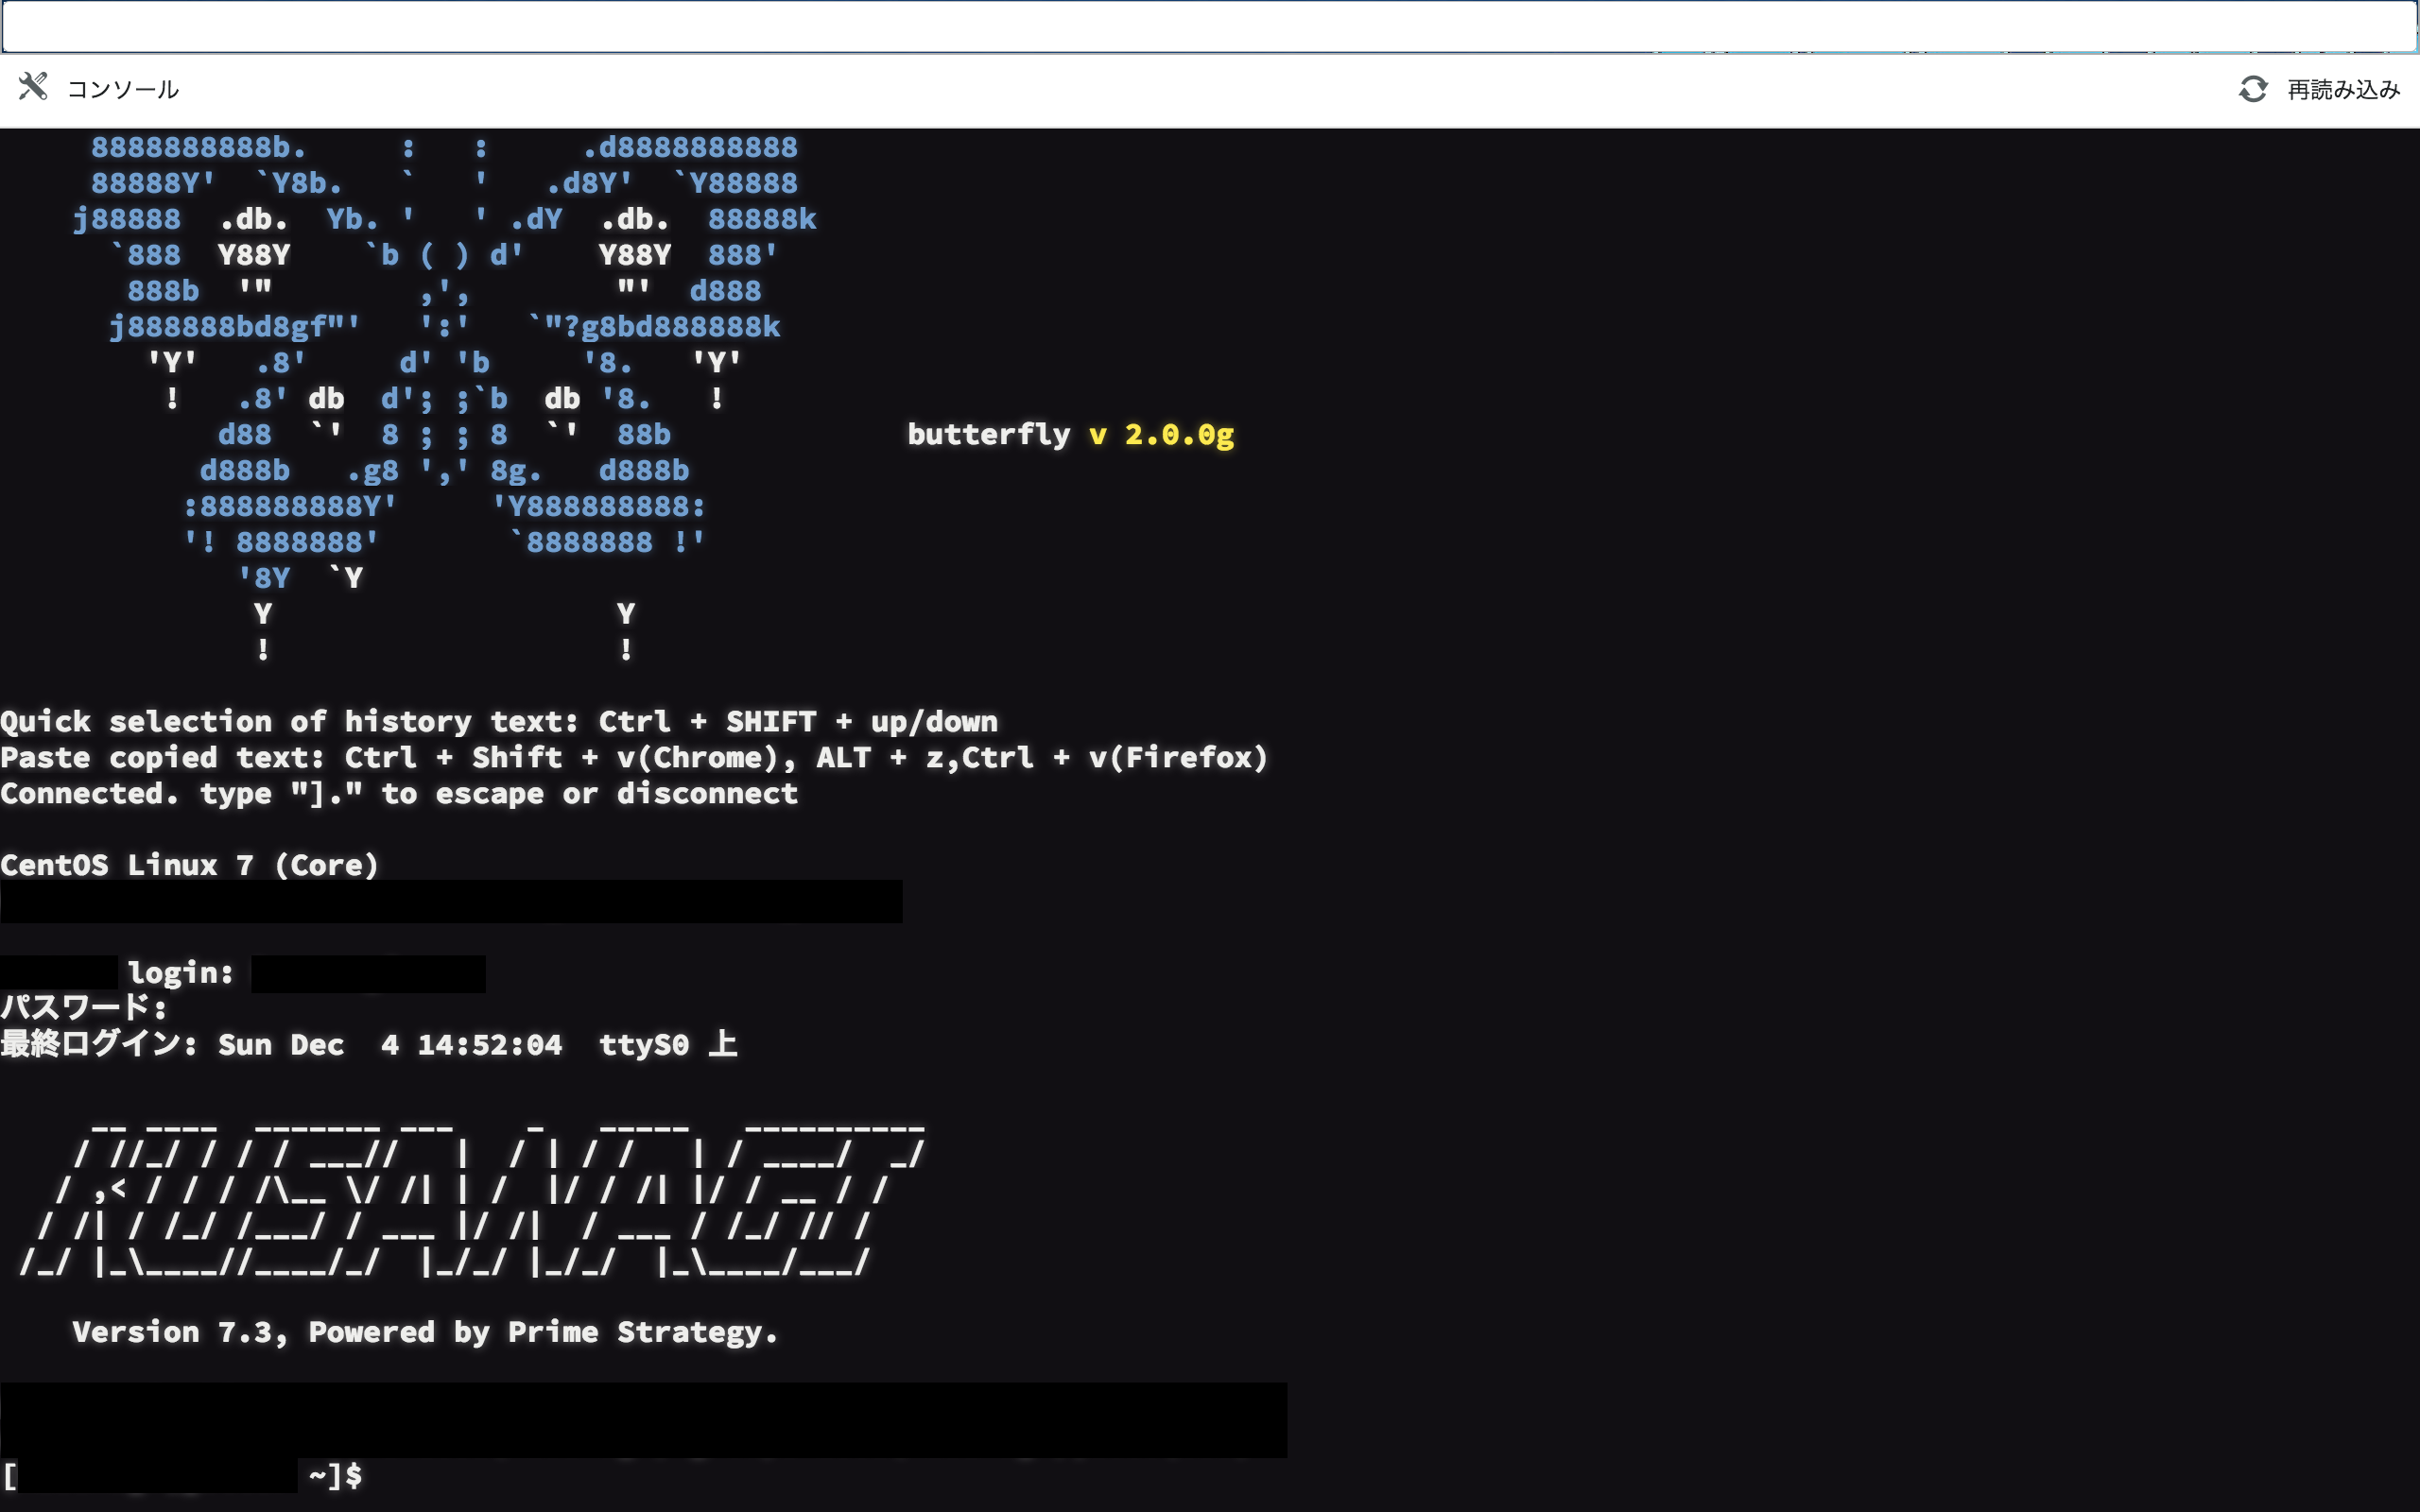 コンソール
再読み込み
8888888888b.     :   :     .d8888888888
88888Y'  `Y8b.   `   '   .d8Y'  `Y88888
j88888  .db.  Yb. '   ' .dY  .db.  88888k
`888  Y88Y    `b ( ) d'    Y88Y  888'
888b  '"        ,',        "'  d888
j888888bd8gf"'   ':'   `"?g8bd888888k
'Y'   .8'     d' 'b     '8.   'Y'
!   .8' db  d'; ;`b  db '8.   !
d88  `'  8 ; ; 8  `'  88b             butterfly v 2.0.0g
d888b   .g8 ',' 8g.   d888b
:888888888Y'     'Y888888888:
'! 8888888'       `8888888 !'
'8Y  `Y
Y                   Y
!                   !
Quick selection of history text: Ctrl + SHIFT + up/down
Paste copied text: Ctrl + Shift + v(Chrome), ALT + z,Ctrl + v(Firefox)
Connected. type "]." to escape or disconnect
CentOS Linux 7 (Core)
login:
パスワード:
最終ログイン: Sun Dec  4 14:52:04  ttyS0 上
__ ____  _______ ___    _   _____   __________
/ //_/ / / / ___//   |  / | / /   | / ____/  _/
/ ,< / / / /\__ \/ /| | /  |/ / /| |/ / __ / /
/ /| / /_/ /___/ / ___ |/ /|  / ___ / /_/ // /
/_/ |_\____//____/_/  |_/_/ |_/_/  |_\____/___/
Version 7.3, Powered by Prime Strategy.
[ ~]$